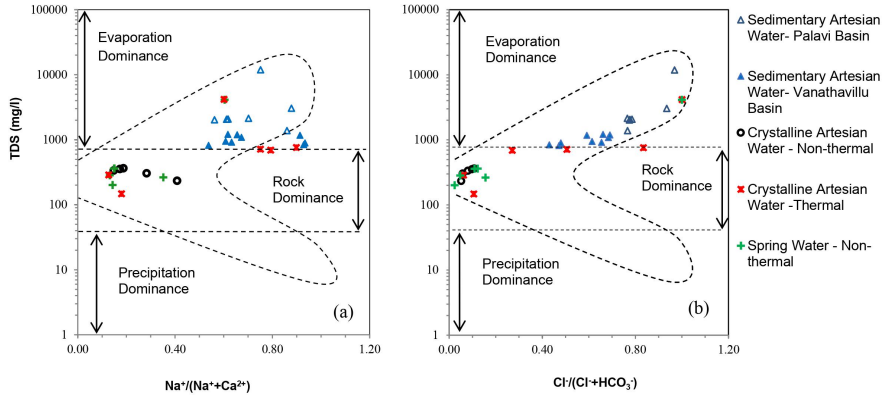 100000
10000
1000
100
10
1
TDS (mg/l)
Evaporation
Dominance
Rock
Dominance
Precipitation
Dominance
(a)
0.00
0.40
0.80
1.20
Na⁺/(Na⁺+Ca²⁺)
100000
10000
1000
100
10
1
Evaporation
Dominance
Rock
Dominance
Precipitation
Dominance
(b)
0.00
0.40
0.80
1.20
Cl⁻/(Cl⁻+HCO₃⁻)
Sedimentary Artesian
Water- Palavi Basin
Sedimentary Artesian
Water- Vanathavillu
Basin
Crystalline Artesian
Water - Non-thermal
Crystalline Artesian
Water -Thermal
Spring Water - Non-
thermal